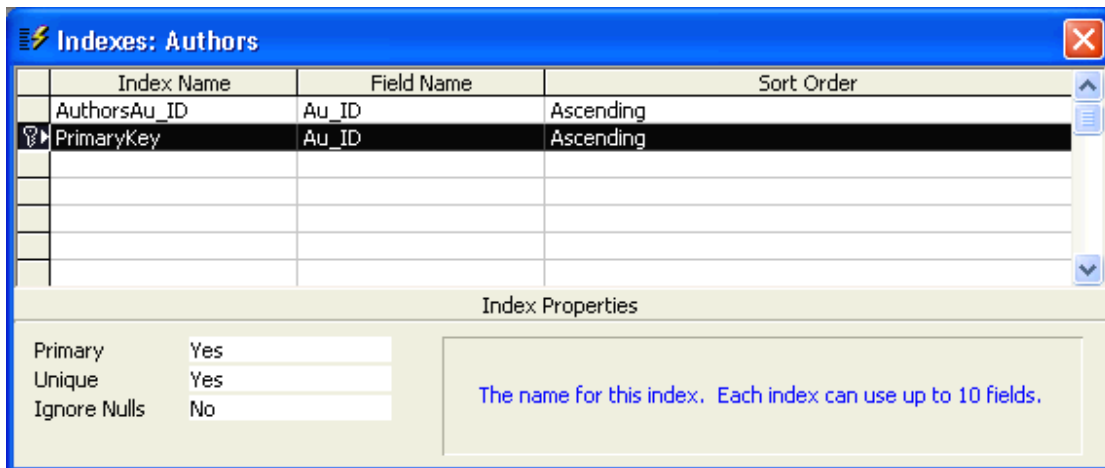 Indexes: Authors
Index Name Field Name Sort Order
AuthorsAu_ID Au_ID Ascending
PrimaryKey Au_ID Ascending
Index Properties
Primary Yes
Unique Yes
Ignore Nulls No
The name for this index. Each index can use up to 10 fields.